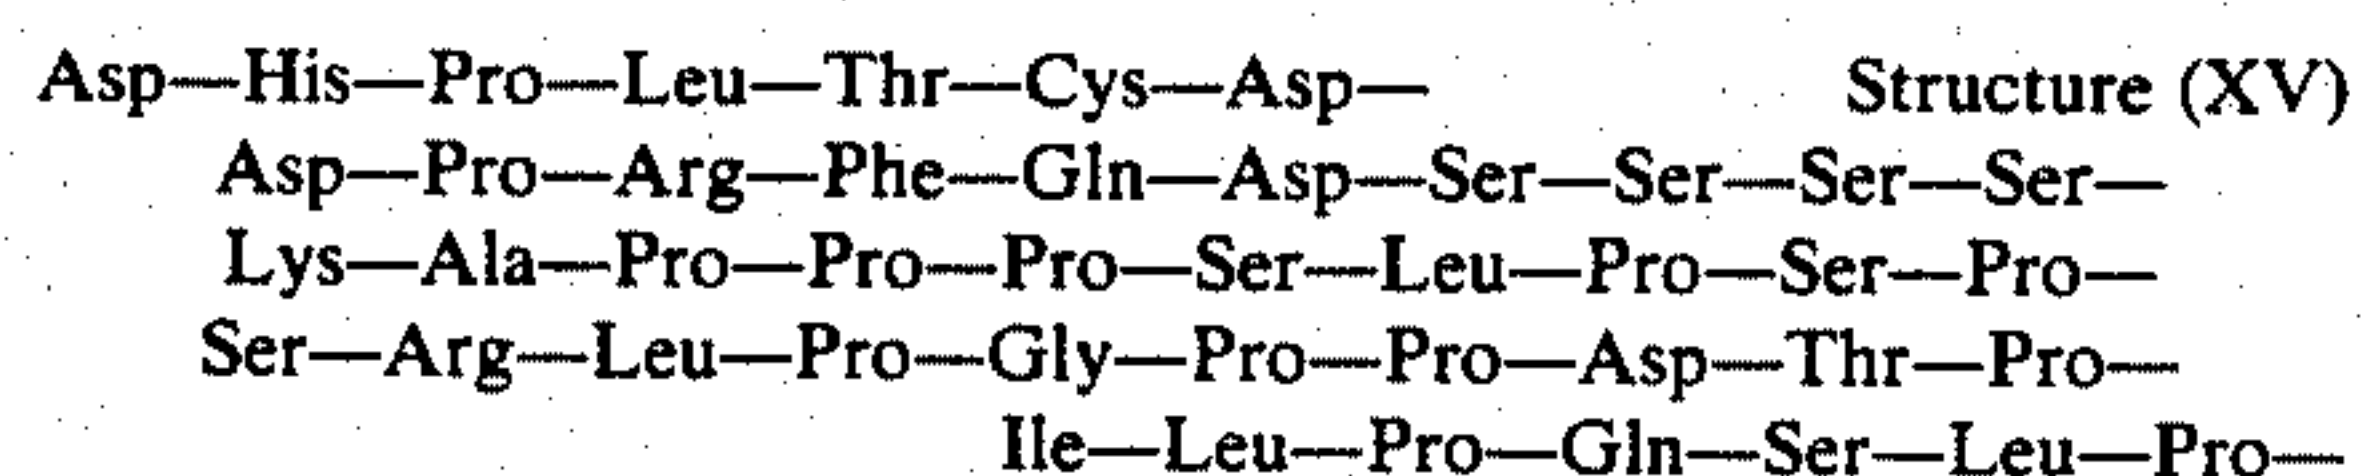 Asp—His—Pro—Leu—Thr—Cys—Asp— Structure (XV)
Asp—Pro—Arg—Phe—Gln—Asp—Ser—Ser—Ser—Ser—
Lys—Ala—Pro—Pro—Pro—Ser—Leu—Pro—Ser—Pro—
Ser—Arg—Leu—Pro—Gly—Pro—Pro—Asp—Thr—Pro—
Ile—Leu—Pro—Gln—Ser—Leu—Pro—